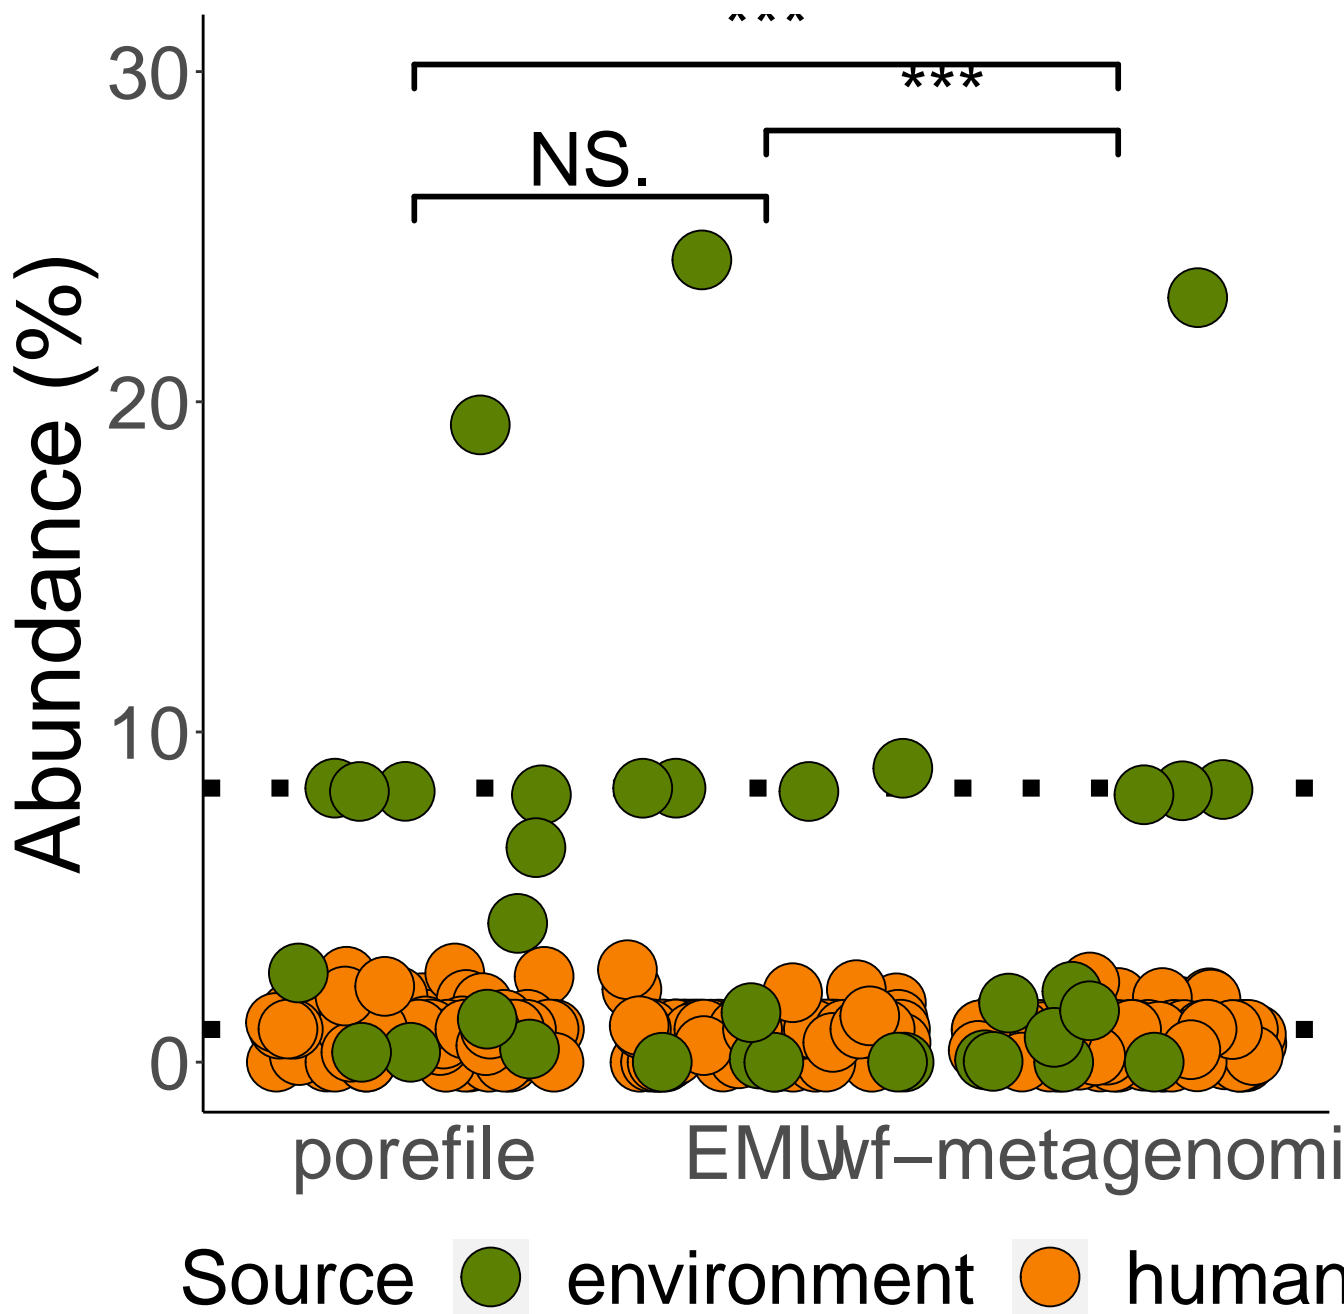 ***
30
***
NS.
Abundance (%)
20
10
0
porefile
EMU
wf−metagenomi
Source
environment
human